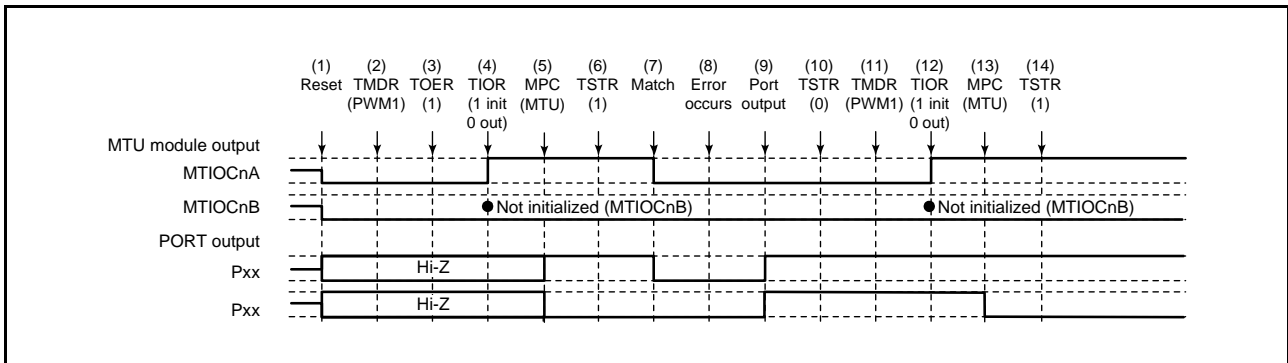 (1) (2) (3) (4) (5) (6) (7) (8) (9) (10) (11) (12) (13) (14)
Reset TMDR TOER TIOR MPC TSTR Match Error Port TSTR TMDR TIOR MPC TSTR
(PWM1) (1) (1 init (MTU) (1) occurs output (0) (PWM1) (1 init (MTU) (1)
0 out) 0 out)
MTU module output
MTIOCnA
MTIOCnB Not initialized (MTIOCnB) Not initialized (MTIOCnB)
PORT output
Pxx Hi-Z
Pxx Hi-Z